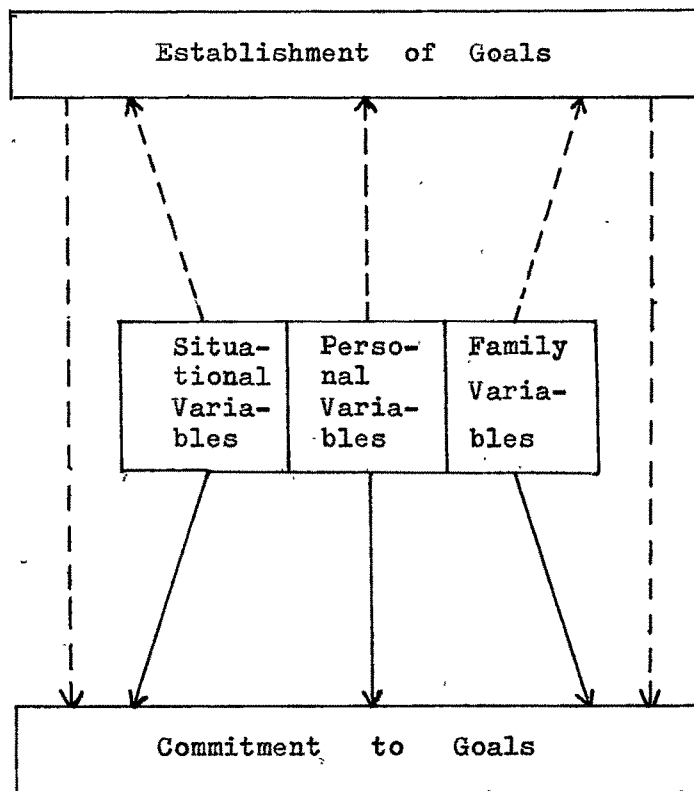 Establishment of Goals
Situa-
tional
Varia-
bles
Perso-
nal
Varia-
bles
Family
Varia-
bles
Commitment to Goals